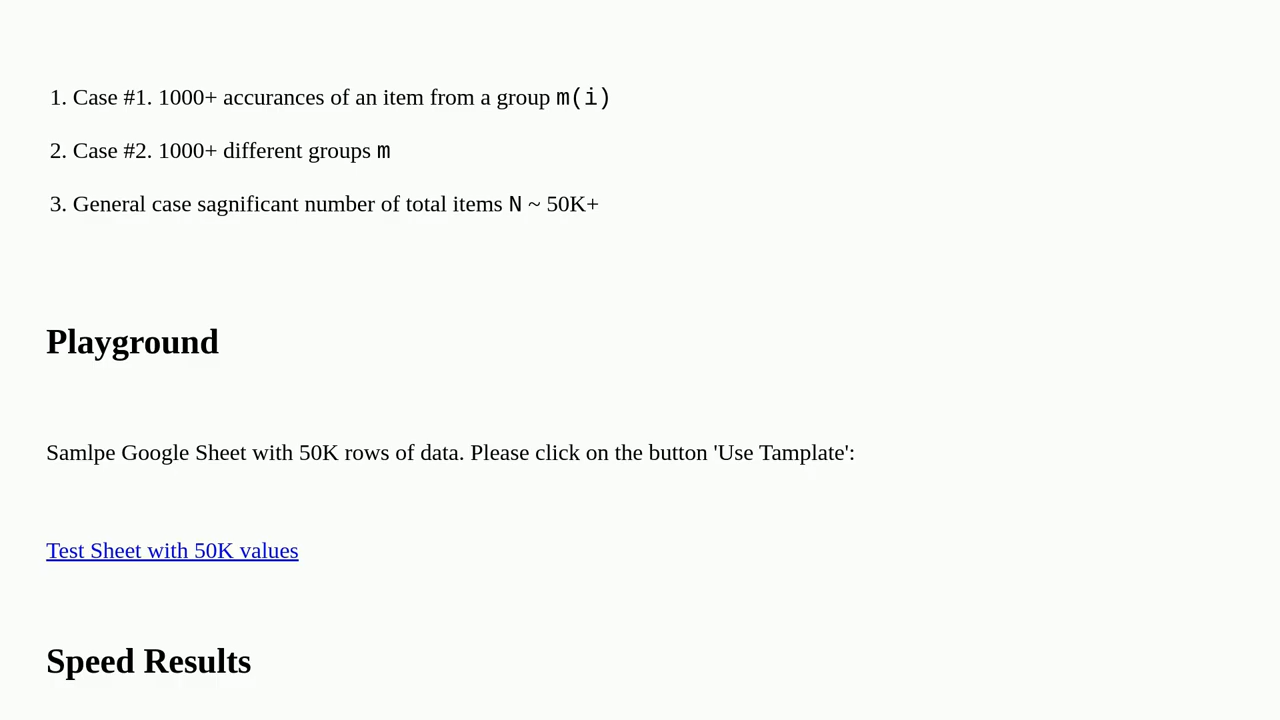 1. Case #1. 1000+ accurances of an item from a group m(i)
2. Case #2. 1000+ different groups m
3. General case sagnificant number of total items N ~ 50K+
Playground
Samlpe Google Sheet with 50K rows of data. Please click on the button 'Use Tamplate':
Test Sheet with 50K values
Speed Results